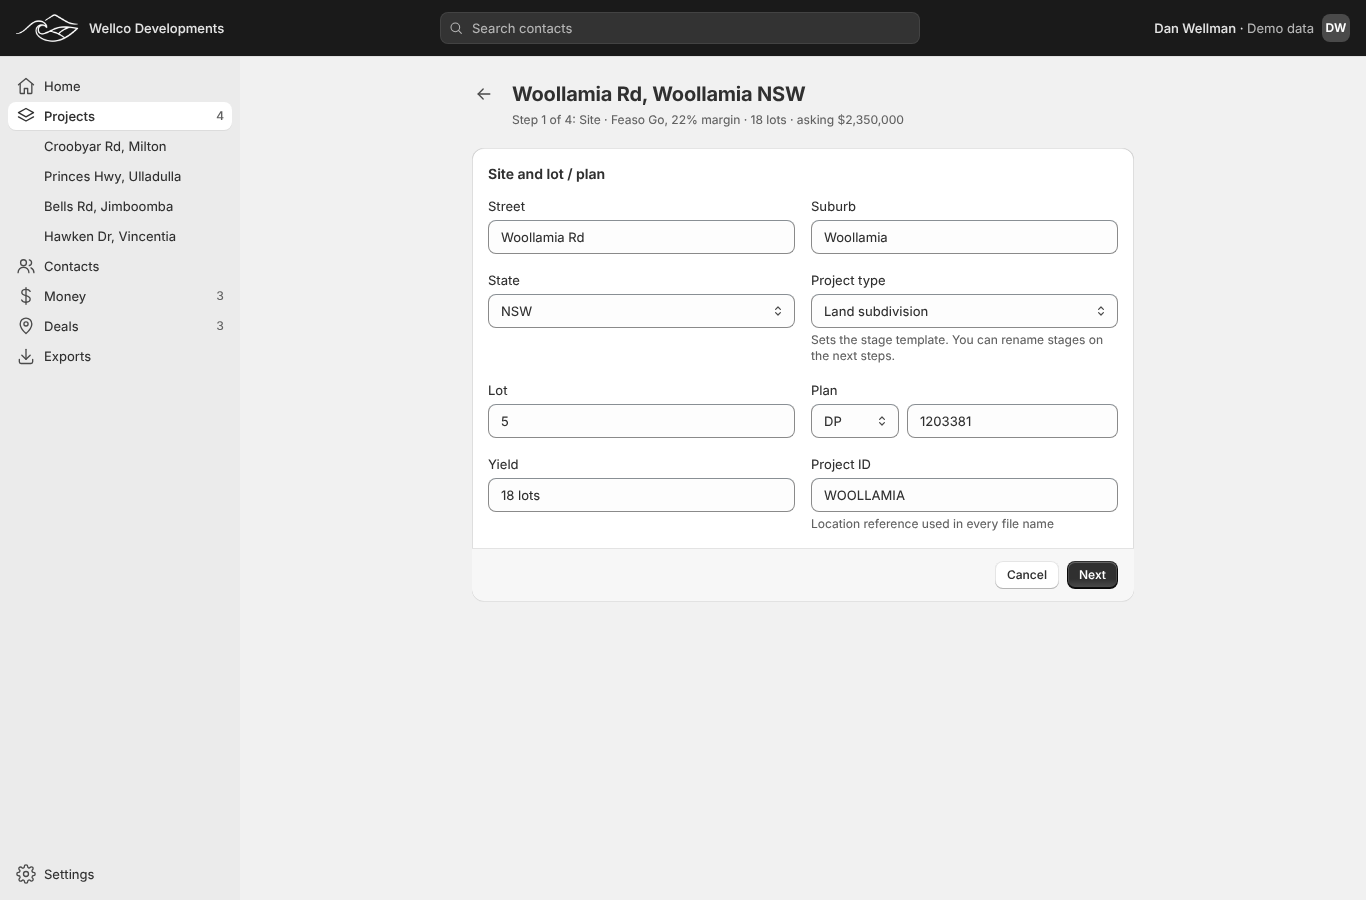 Wellco Developments
Search contacts
Dan Wellman · Demo data
DW
Home
Projects 4
Croobyar Rd, Milton
Princes Hwy, Ulladulla
Bells Rd, Jimboomba
Hawken Dr, Vincentia
Contacts
Money 3
Deals 3
Exports
Settings
Woollamia Rd, Woollamia NSW
Step 1 of 4: Site · Feaso Go, 22% margin · 18 lots · asking $2,350,000
Site and lot / plan
Street
Woollamia Rd
Suburb
Woollamia
State
NSW
Project type
Land subdivision
Sets the stage template. You can rename stages on
the next steps.
Lot
5
Plan
DP
1203381
Yield
18 lots
Project ID
WOOLLAMIA
Location reference used in every file name
Cancel
Next